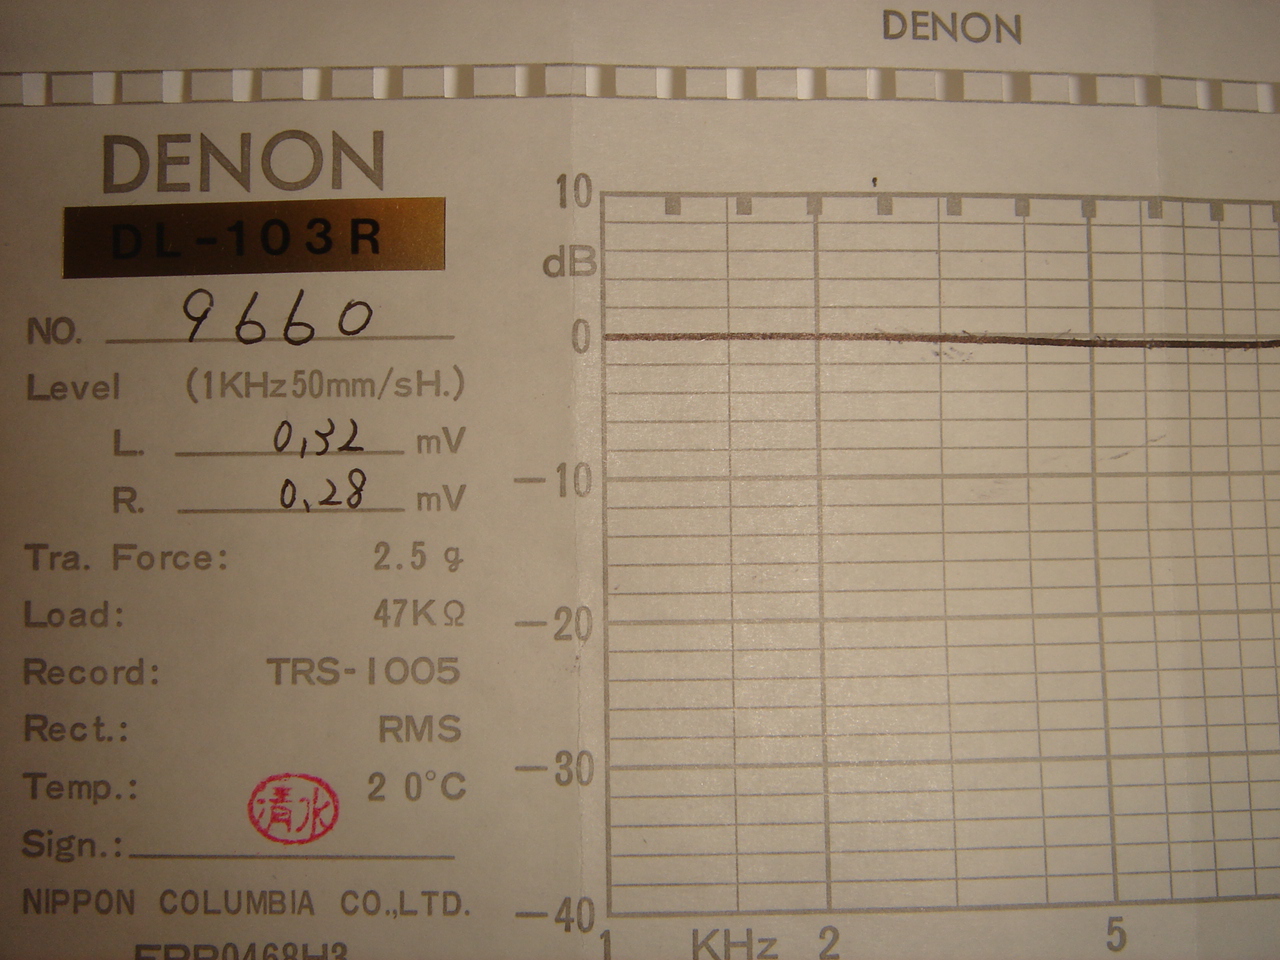 DENON
DENON
DL-103R
NO. 9660
Level (1KHz50mm/sH.)
L. 0,32 mV
R. 0.28 mV
Tra. Force: 2.5 g
Load: 47KΩ
Record: TRS-1005
Rect.: RMS
Temp.: 20°C
清水
Sign.:
NIPPON COLUMBIA CO.,LTD.
10
dB
0
-10
-20
-30
-40
1 KHz 2 5